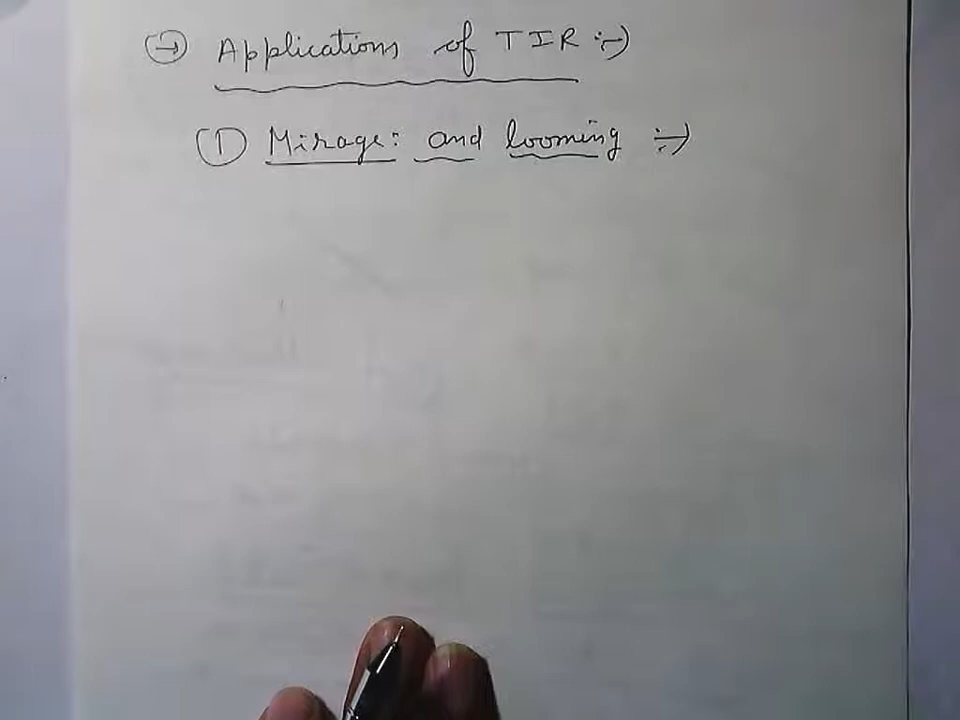 → Applications of TIR :-)
(1) Mirage: and looming :-)